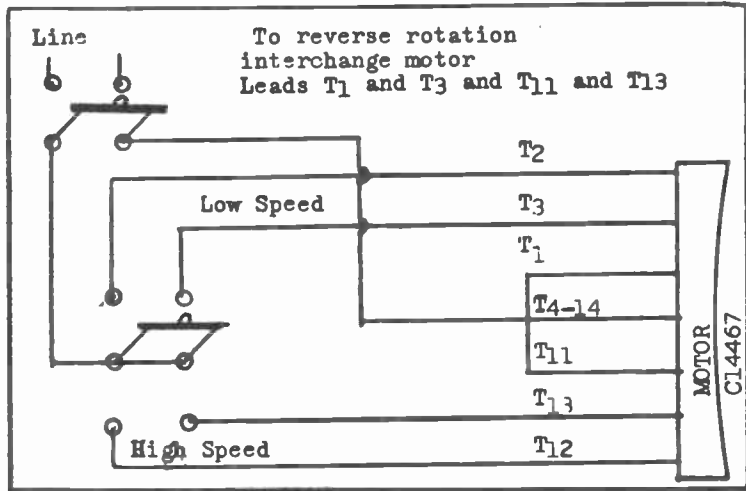 Line
To reverse rotation
interchange motor
Leads T1 and T3 and T11 and T13
T2
Low Speed
T3
T1
T4-14
T11
MOTOR
C14467
T13
High Speed
T12